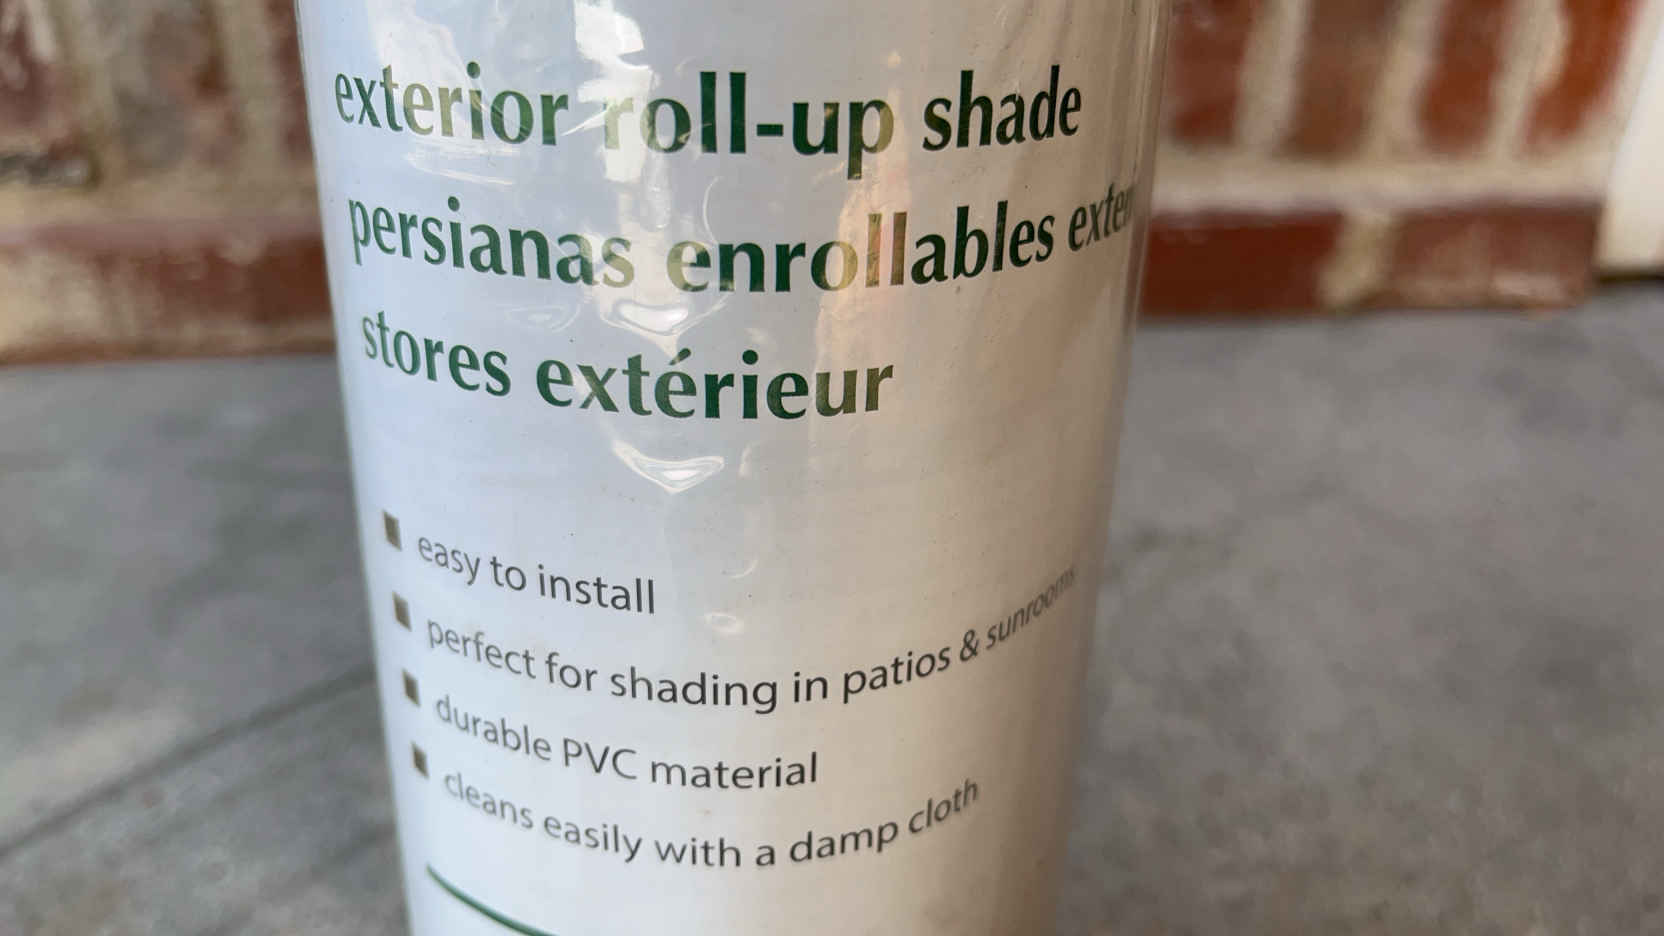 exterior roll-up shade
persianas enrollables
stores extérieur
easy to install
perfect for shading in patios & sunrooms
durable PVC material
cleans easily with a damp cloth